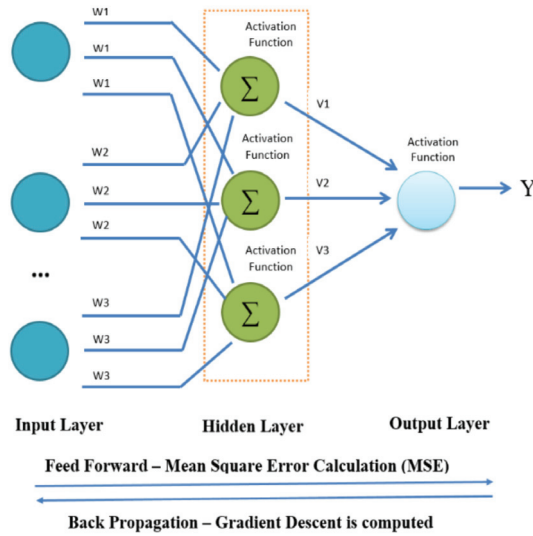 W1
Activation
Function
W1
∑
W1
V1
W2
Activation
Function
Activation
Function
W2
∑
V2
Y
W2
Activation
Function
V3
...
W3
∑
W3
W3
Input Layer
Hidden Layer
Output Layer
Feed Forward – Mean Square Error Calculation (MSE)
Back Propagation – Gradient Descent is computed